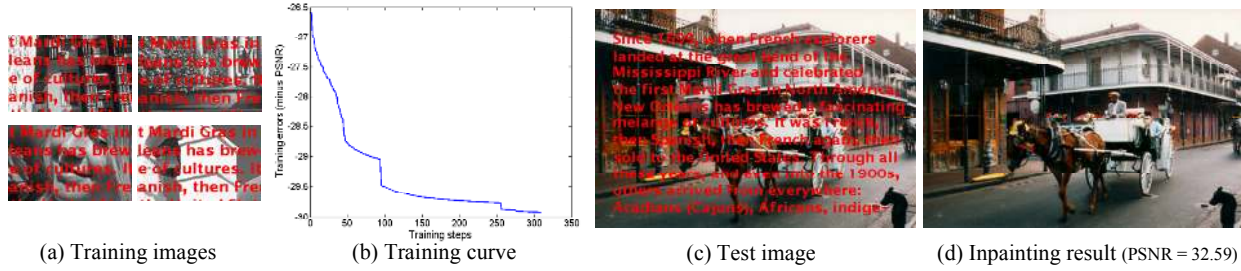 t Mardi Gras in
leans has brew
e of cultures. It
anish, then Fre
t Mardi Gras in
leans has brew
e of cultures. It
anish, then Fre
t Mardi Gras in
leans has brew
e of cultures. It
anish, then Fre
t Mardi Gras in
leans has brew
e of cultures. It
anish, then Fre
(a) Training images
Training errors (minus PSNR)
-26.5
-27
-27.5
-28
-28.5
-29
-29.5
-30
0 50 100 150 200 250 300 350
Training steps
(b) Training curve
Since 1699, when French explorers
landed at the great bend of the
Mississippi River and celebrated
the first Mardi Gras in North America,
New Orleans has brewed a fascinating
melange of cultures. It was French,
then Spanish, then French again, then
sold to the United States. Through all
these years, and even into the 1900s,
others arrived from everywhere:
Acadians (Cajuns), Africans, indige-
(c) Test image
(d) Inpainting result (PSNR = 32.59)